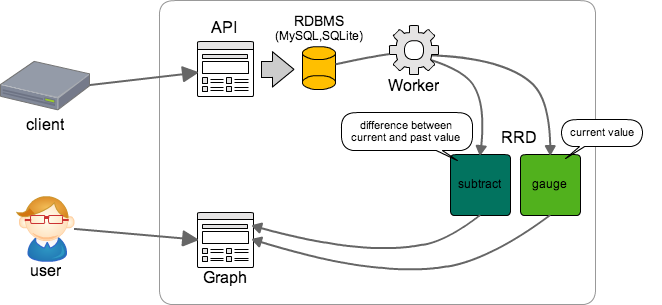 API
RDBMS
(MySQL,SQLite)
Worker
client
difference between
current and past value
RRD
current value
subtract
gauge
user
Graph